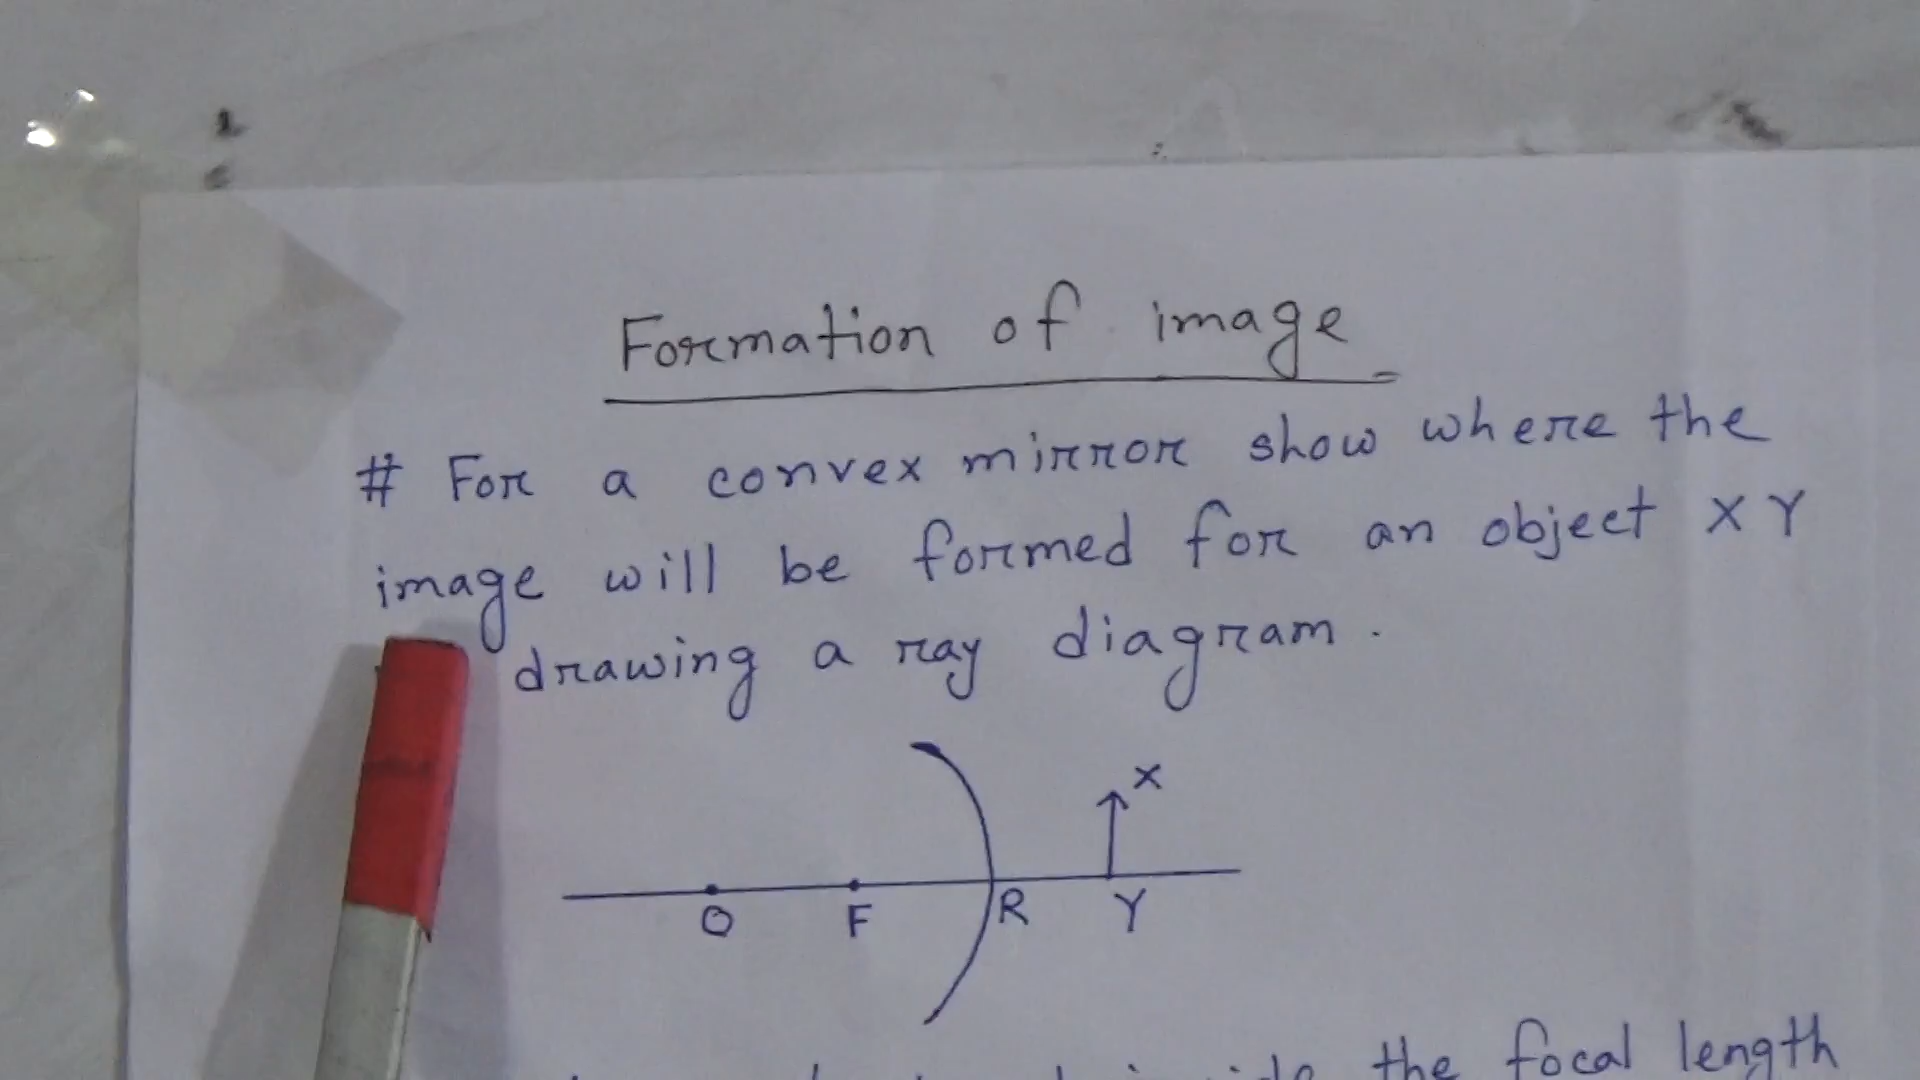 Formation of image
# For a convex mirror show where the
image will be formed for an object XY
drawing a ray diagram.
X
O F R Y
the focal length